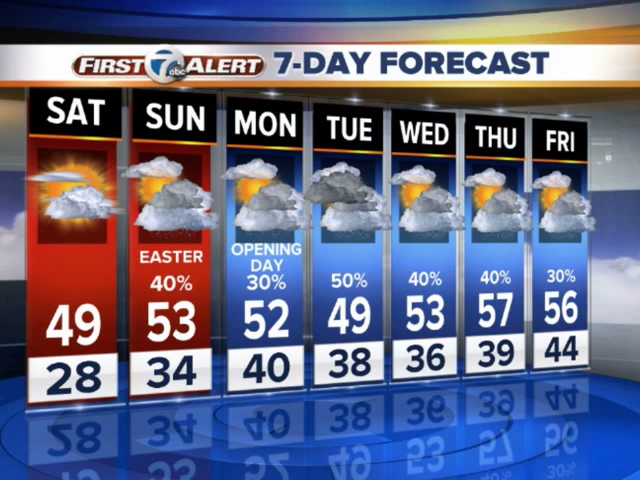 FIRST 7 abc ALERT 7-DAY FORECAST
SAT SUN MON TUE WED THU FRI
EASTER OPENING DAY
40% 30% 50% 40% 40% 30%
49 53 52 49 53 57 56
28 34 40 38 36 39 44